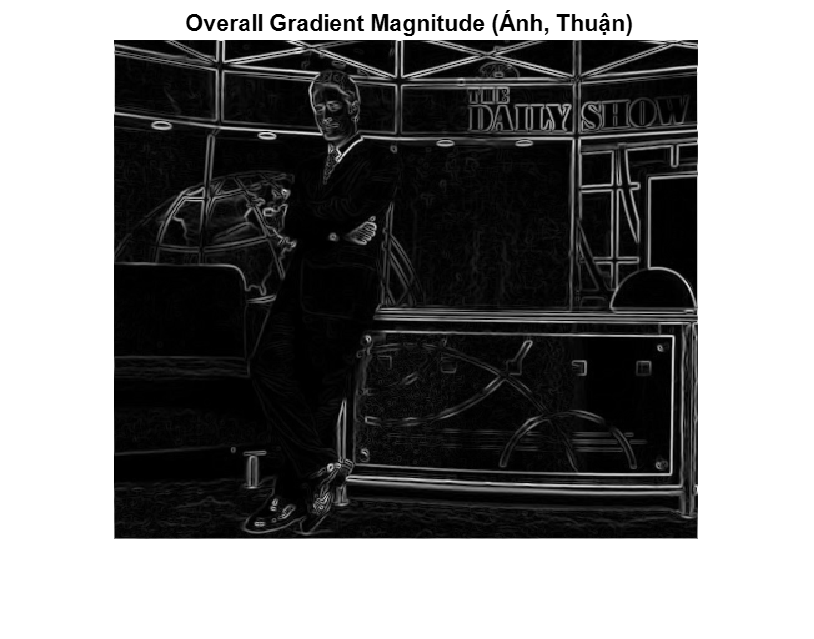 Overall Gradient Magnitude (Ánh, Thuận)
THE
DAILY SHOW